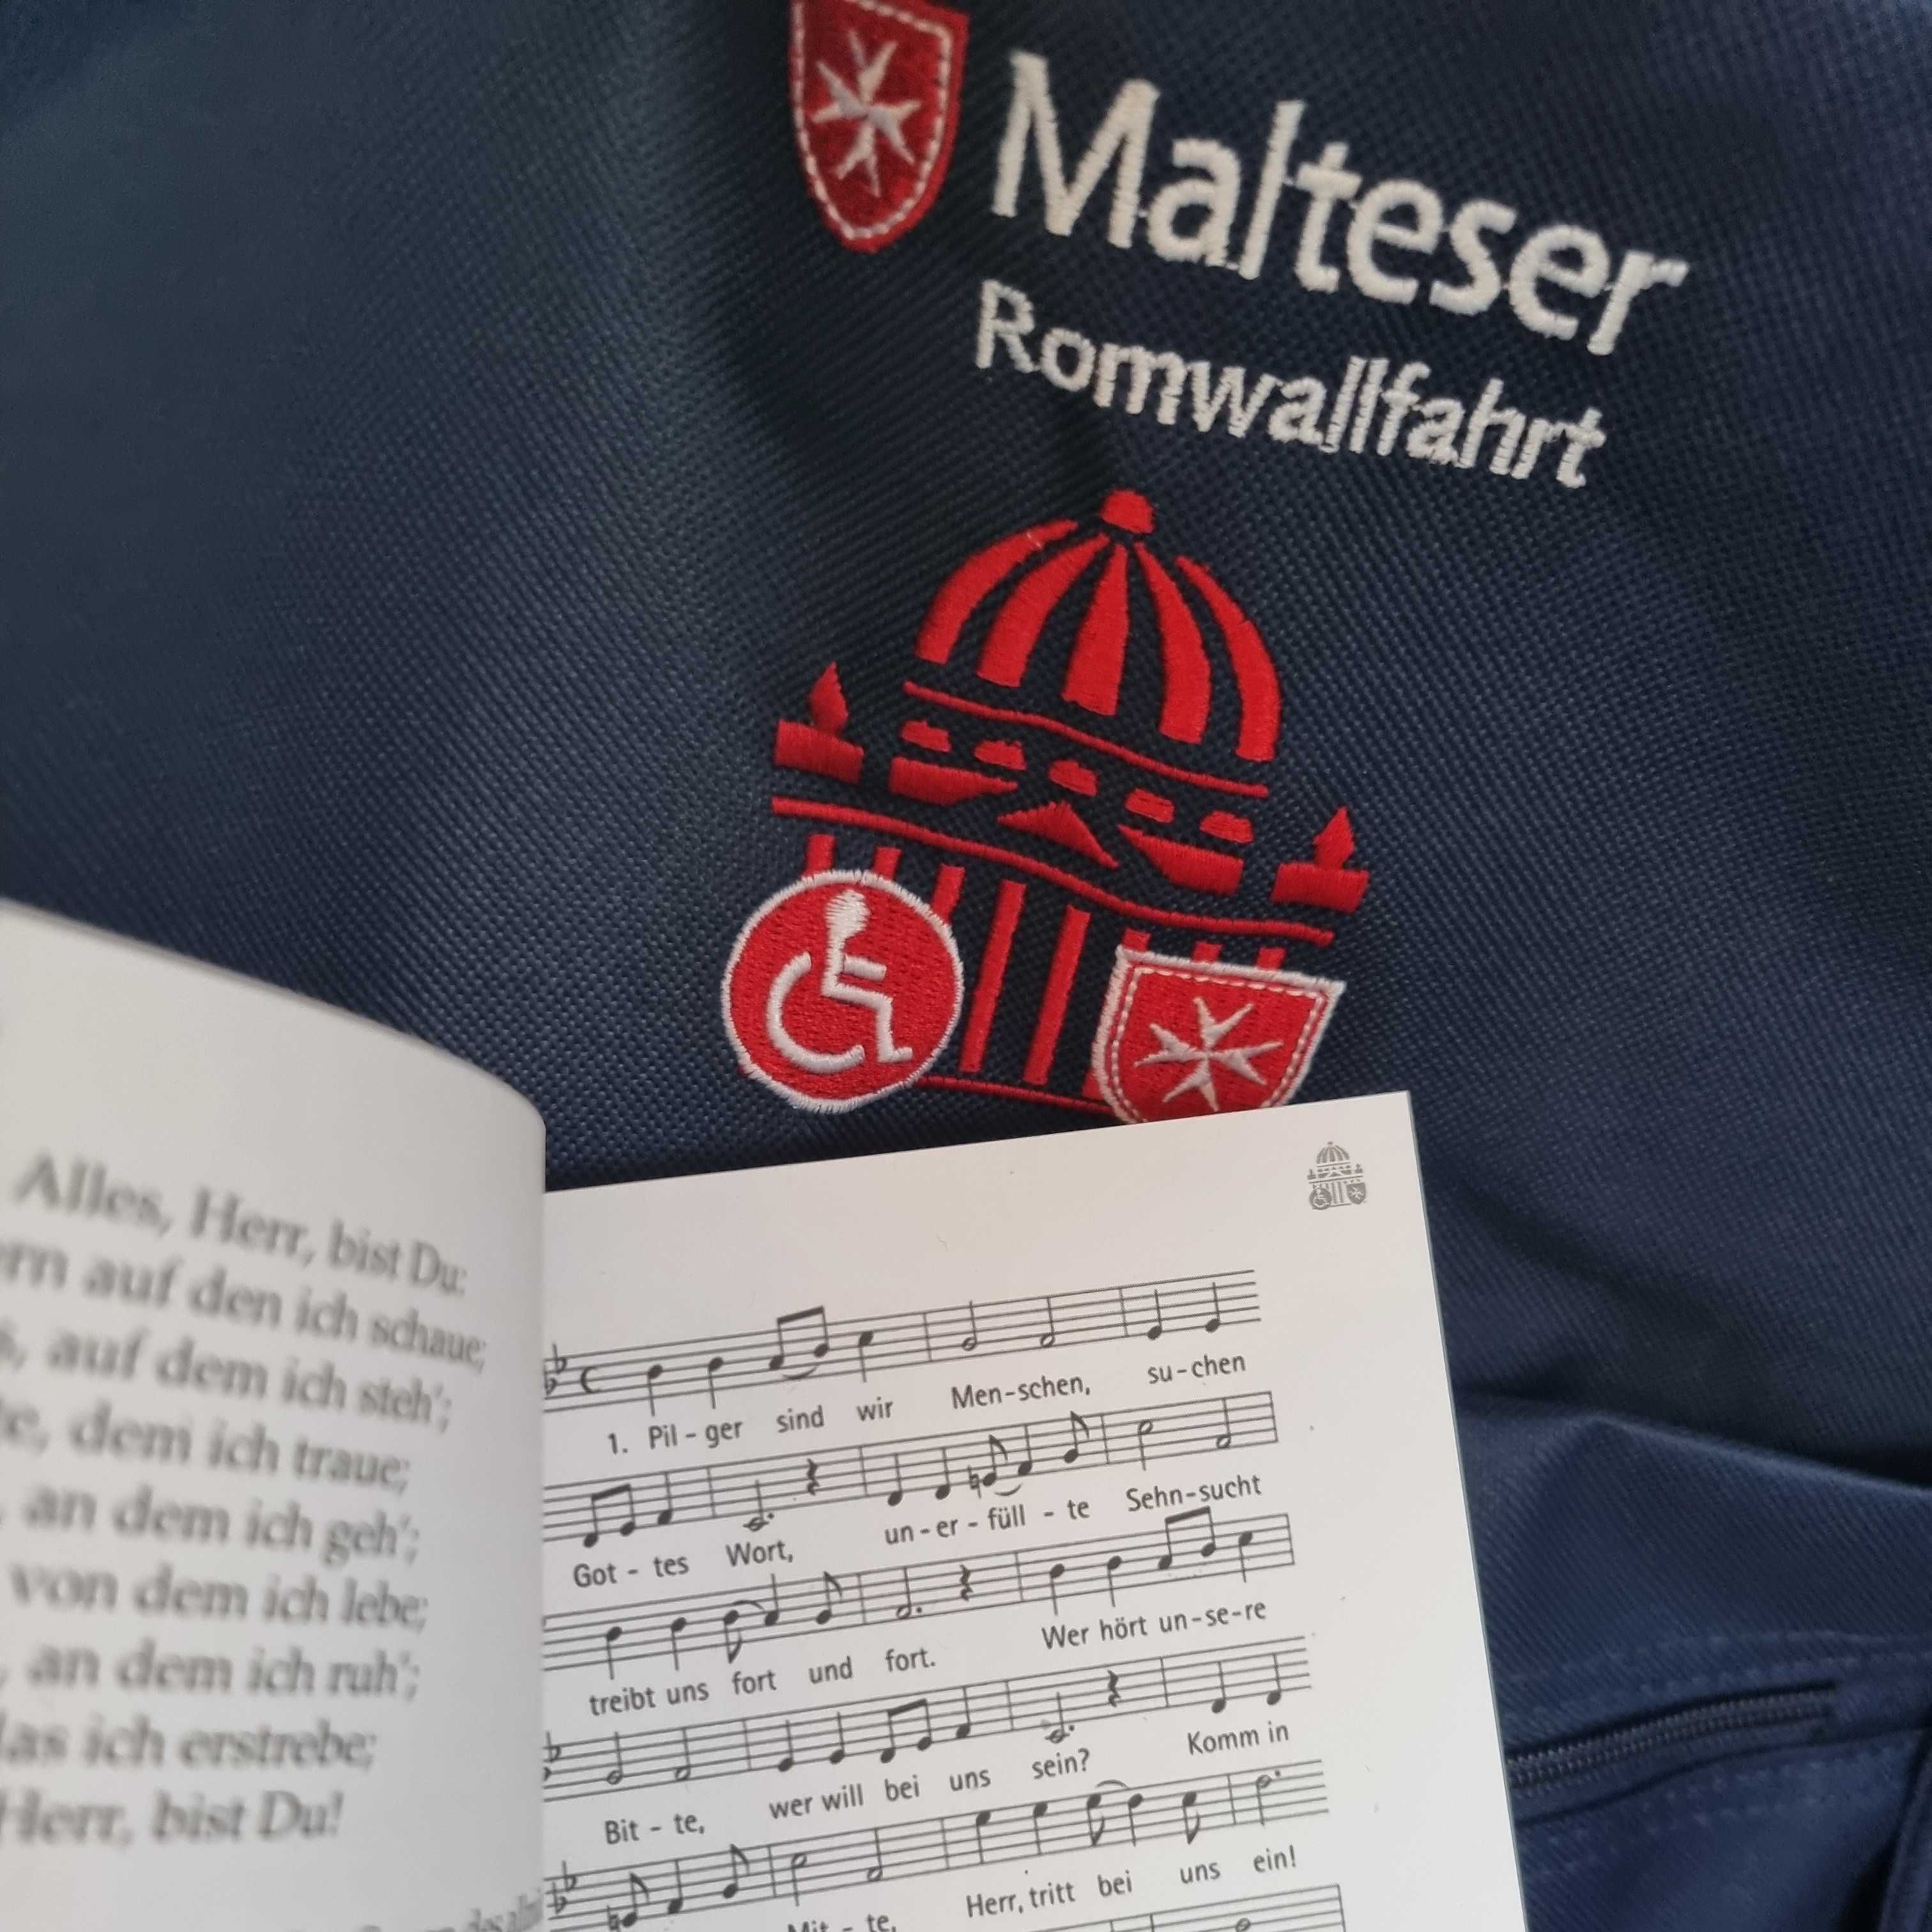 Malteser
Romwallfahrt
Alles, Herr, bist Du:
auf den ich schaue;
auf dem ich steh';
dem ich traue;
an dem ich geh';
von dem ich lebe;
an dem ich ruh';
das ich erstrebe;
Herr, bist Du!
1. Pil - ger sind wir Men - schen, su - chen
Got - tes Wort, un - er - füll - te Sehn - sucht
treibt uns fort und fort. Wer hört un - se - re
Bit - te, wer will bei uns sein? Komm in
Mit - te, Herr, tritt bei uns ein!